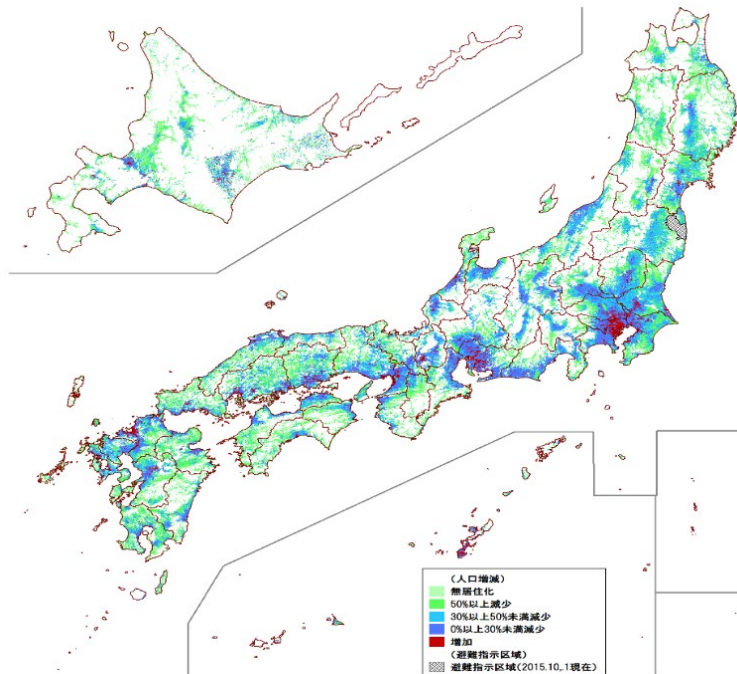 (人口増減)
無居住化
50%以上減少
30%以上50%未満減少
0%以上30%未満減少
増加
(避難指示区域)
避難指示区域(2015.10,.1現在)